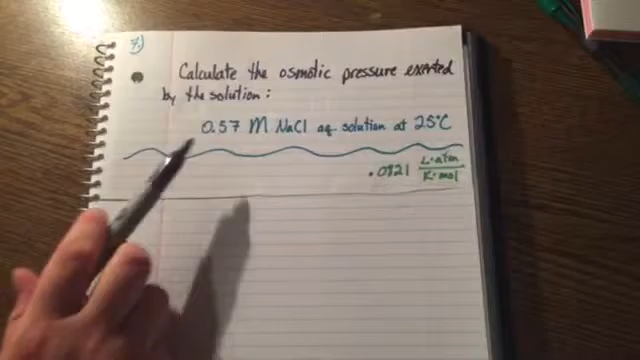 7.)
Calculate the osmotic pressure exerted
by the solution:
0.57 M NaCl aq. solution at 25°C
.0821 L·atm
K·mol